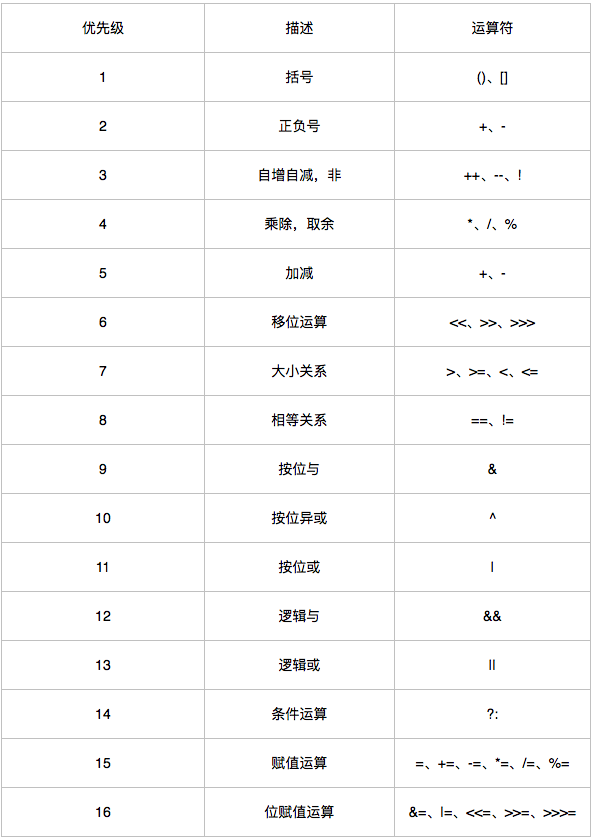 优先级 描述 运算符
1 括号 ()、[]
2 正负号 +、-
3 自增自减，非 ++、--、!
4 乘除，取余 *、/、%
5 加减 +、-
6 移位运算 <<、>>、>>>
7 大小关系 >、>=、<、<=
8 相等关系 ==、!=
9 按位与 &
10 按位异或 ^
11 按位或 |
12 逻辑与 &&
13 逻辑或 ||
14 条件运算 ?:
15 赋值运算 =、+=、-=、*=、/=、%=
16 位赋值运算 &=、|=、<<=、>>=、>>>=